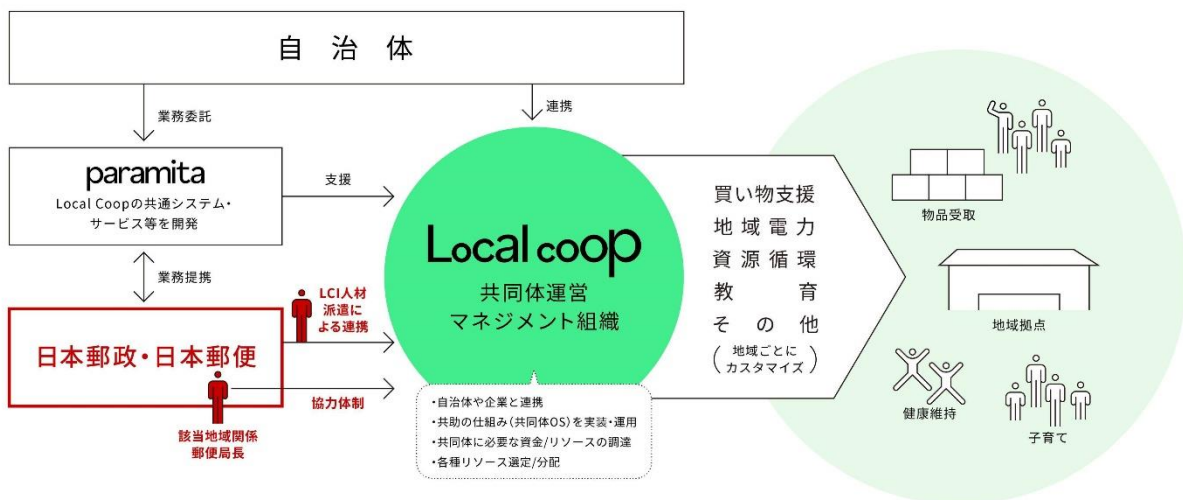 自治体
業務委託
連携
paramita
Local Coopの共通システム・
サービス等を開発
支援
業務提携
日本郵政・日本郵便
LCI人材
派遣に
よる連携
協力体制
該当地域関係
郵便局長
Local coop
共同体運営
マネジメント組織
・自治体や企業と連携
・共助の仕組み(共同体OS)を実装・運用
・共同体に必要な資金/リソースの調達
・各種リソース選定/分配
買い物支援
地域電力
資源循環
教育
その他
(地域ごとに
カスタマイズ)
物品受取
地域拠点
健康維持
子育て